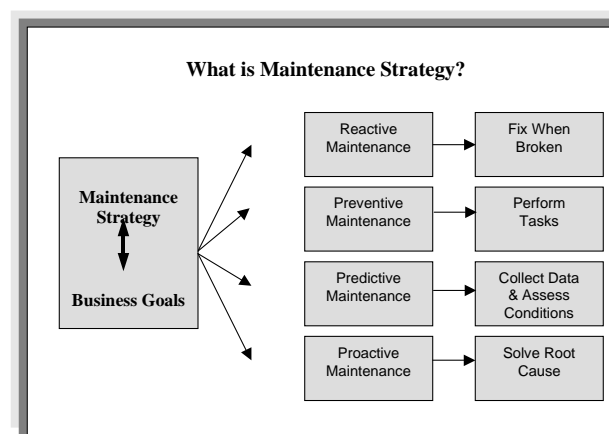 What is Maintenance Strategy?
Maintenance
Strategy
Business Goals
Reactive
Maintenance
Fix When
Broken
Preventive
Maintenance
Perform
Tasks
Predictive
Maintenance
Collect Data
& Assess
Conditions
Proactive
Maintenance
Solve Root
Cause